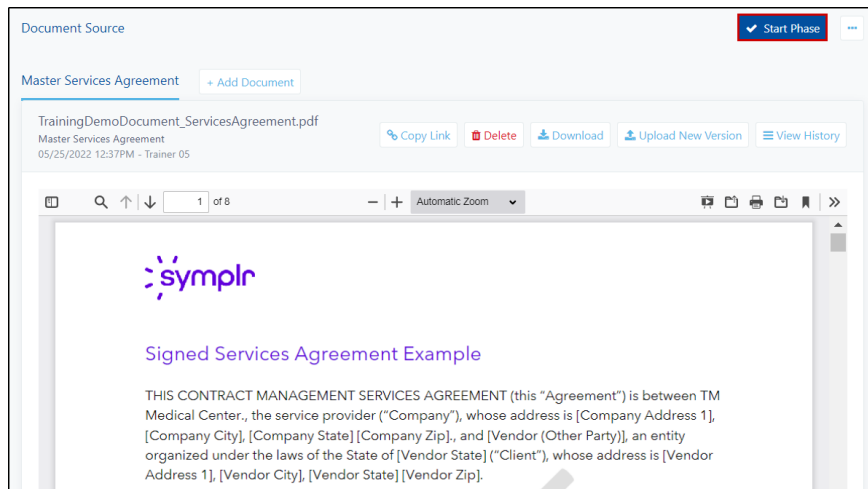 Document Source
Start Phase
...
Master Services Agreement
+ Add Document
TrainingDemoDocument_ServicesAgreement.pdf
Master Services Agreement
05/25/2022 12:37PM - Trainer 05
Copy Link
Delete
Download
Upload New Version
View History
1 of 8
Automatic Zoom
symplr
Signed Services Agreement Example
THIS CONTRACT MANAGEMENT SERVICES AGREEMENT (this “Agreement”) is between TM
Medical Center., the service provider (“Company”), whose address is [Company Address 1],
[Company City], [Company State] [Company Zip]., and [Vendor (Other Party)], an entity
organized under the laws of the State of [Vendor State] (“Client”), whose address is [Vendor
Address 1], [Vendor City], [Vendor State] [Vendor Zip].